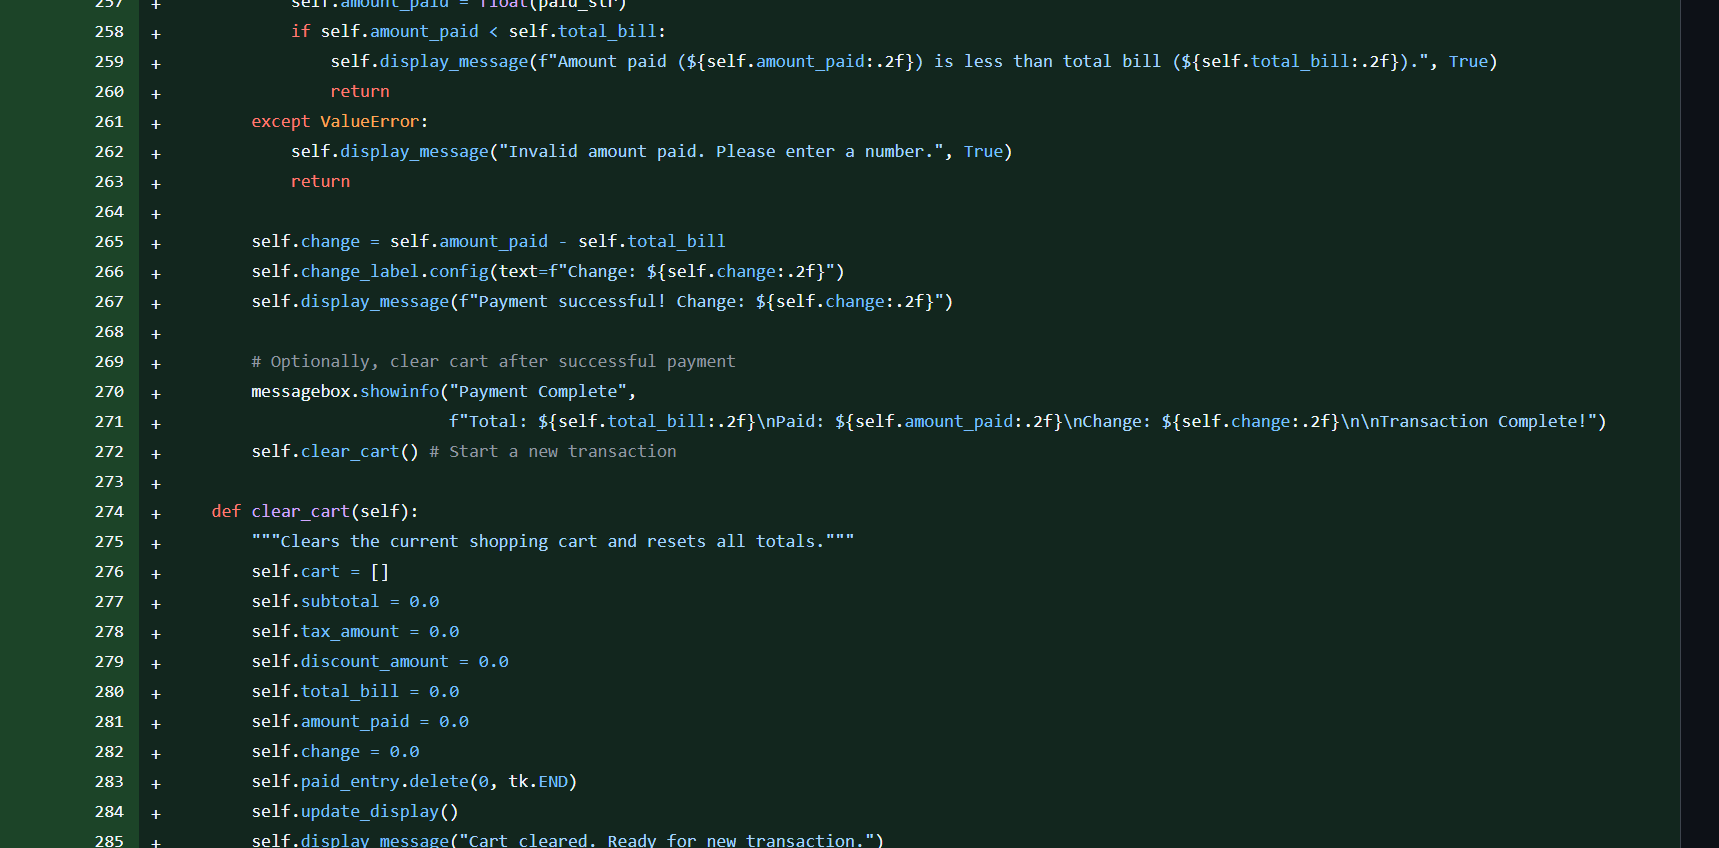 257 + self.amount_paid = float(paid_str)
258 + if self.amount_paid < self.total_bill:
259 + self.display_message(f"Amount paid (${self.amount_paid:.2f}) is less than total bill (${self.total_bill:.2f}).", True)
260 + return
261 + except ValueError:
262 + self.display_message("Invalid amount paid. Please enter a number.", True)
263 + return
264 +
265 + self.change = self.amount_paid - self.total_bill
266 + self.change_label.config(text=f"Change: ${self.change:.2f}")
267 + self.display_message(f"Payment successful! Change: ${self.change:.2f}")
268 +
269 + # Optionally, clear cart after successful payment
270 + messagebox.showinfo("Payment Complete",
271 + f"Total: ${self.total_bill:.2f}\nPaid: ${self.amount_paid:.2f}\nChange: ${self.change:.2f}\n\nTransaction Complete!")
272 + self.clear_cart() # Start a new transaction
273 +
274 + def clear_cart(self):
275 + """Clears the current shopping cart and resets all totals."""
276 + self.cart = []
277 + self.subtotal = 0.0
278 + self.tax_amount = 0.0
279 + self.discount_amount = 0.0
280 + self.total_bill = 0.0
281 + self.amount_paid = 0.0
282 + self.change = 0.0
283 + self.paid_entry.delete(0, tk.END)
284 + self.update_display()
285 + self.display_message("Cart cleared. Ready for new transaction.")